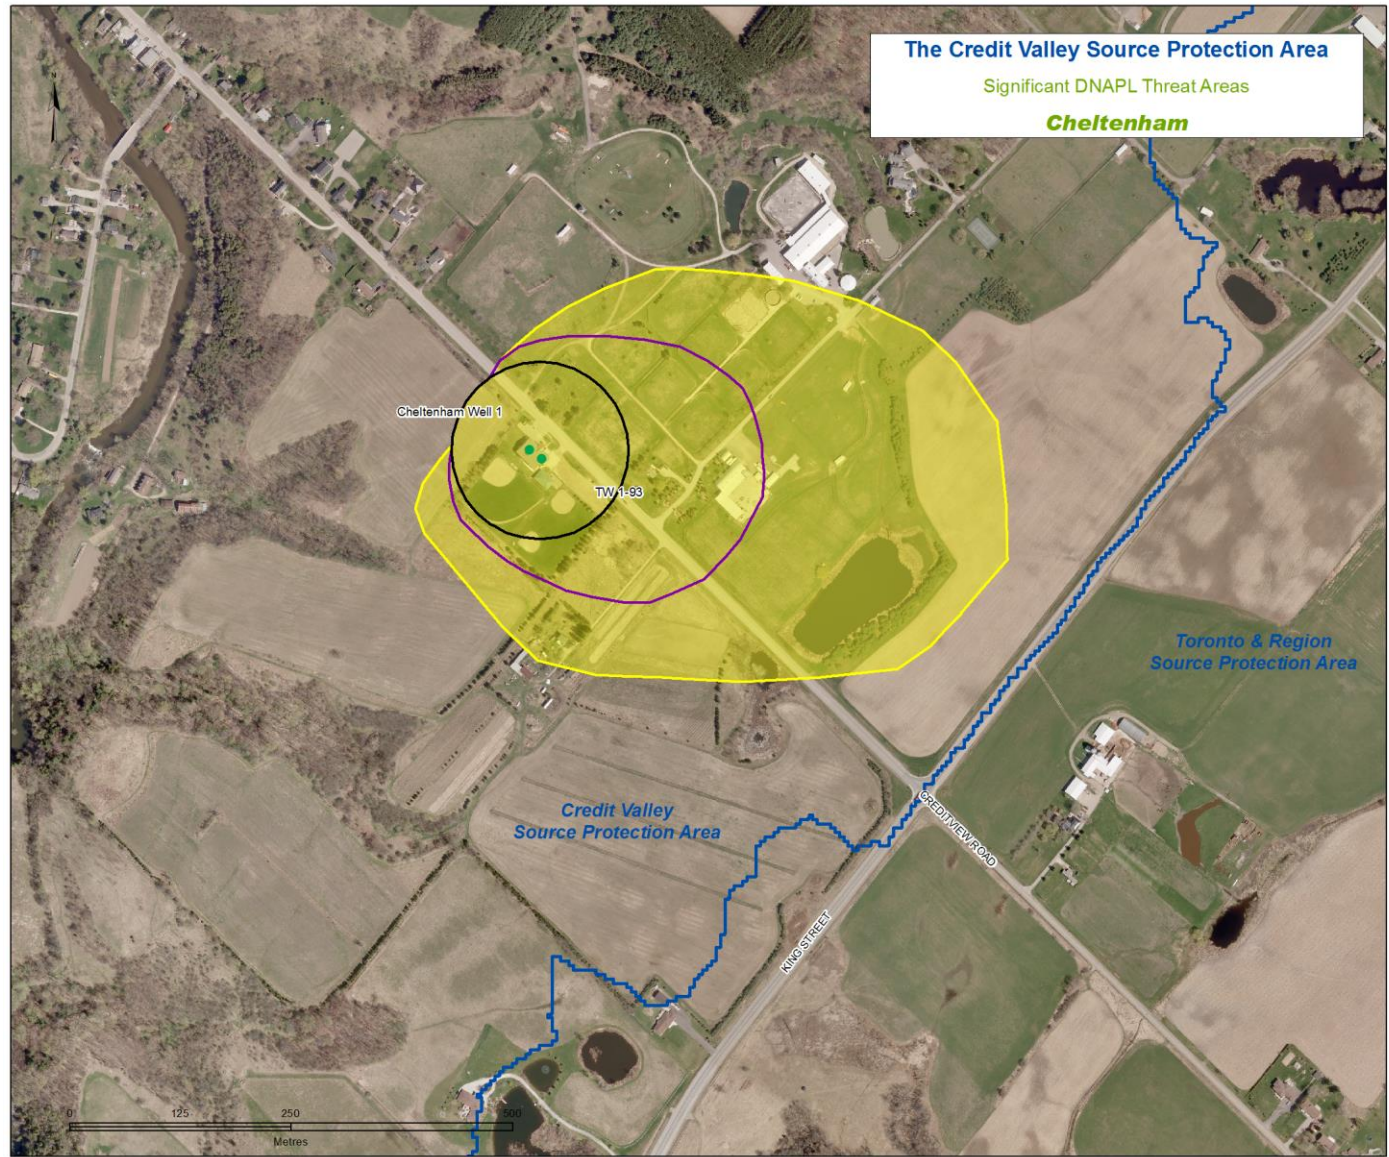 The Credit Valley Source Protection Area
Significant DNAPL Threat Areas
Cheltenham
N
Cheltenham Well 1
TW 1-93
Toronto & Region
Source Protection Area
Credit Valley
Source Protection Area
CREDITVIEW ROAD
KING STREET
0 125 250 500
Metres